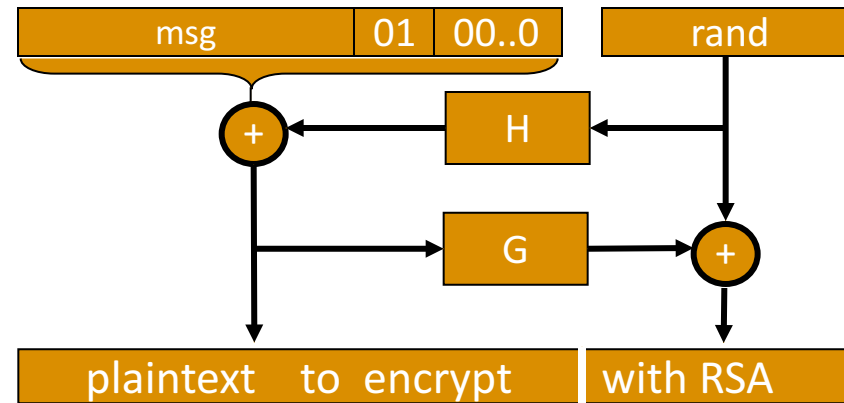 msg 01 00..0 rand
+ H
G +
plaintext to encrypt with RSA